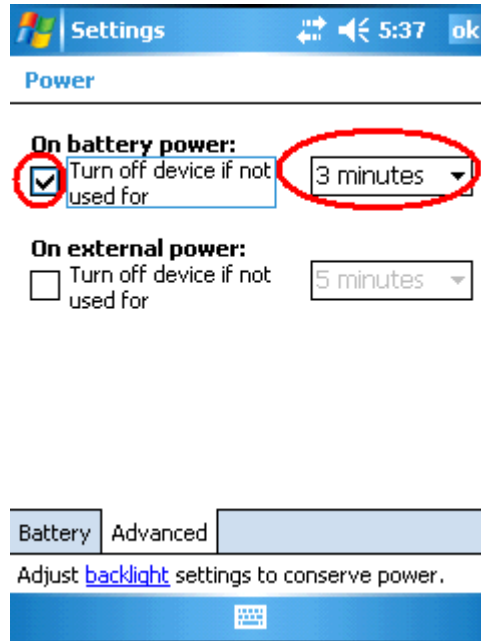 Settings 5:37 ok
Power
On battery power:
Turn off device if not
used for
3 minutes
On external power:
Turn off device if not
used for
5 minutes
Battery Advanced
Adjust backlight settings to conserve power.